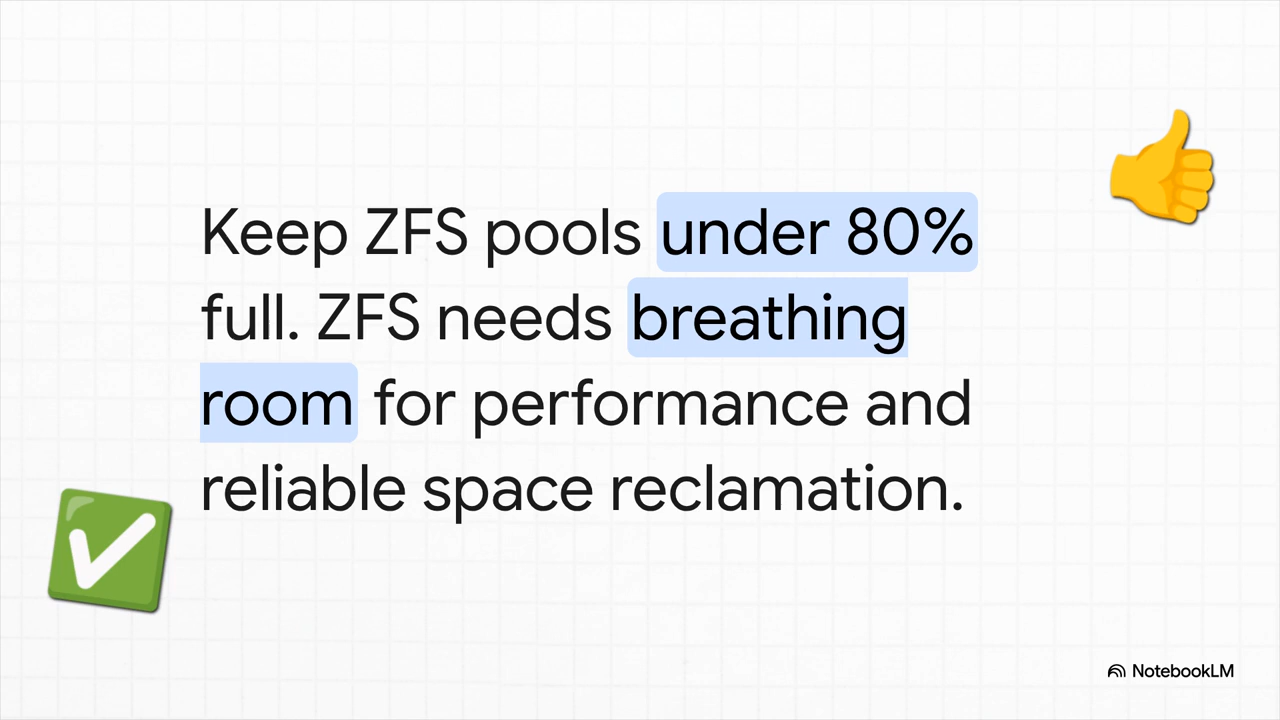 Keep ZFS pools under 80%
full. ZFS needs breathing
room for performance and
reliable space reclamation.
NotebookLM